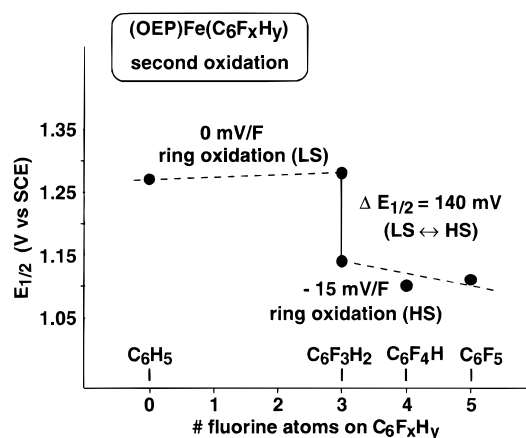 (OEP)Fe(C₆FₓHᵧ)
second oxidation
E₁/₂ (V vs SCE)
1.35
1.25
1.15
1.05
0 mV/F
ring oxidation (LS)
Δ E₁/₂ = 140 mV
(LS ↔ HS)
- 15 mV/F
ring oxidation (HS)
C₆H₅
C₆F₃H₂
C₆F₄H
C₆F₅
0
1
2
3
4
5
# fluorine atoms on C₆FₓHᵧ